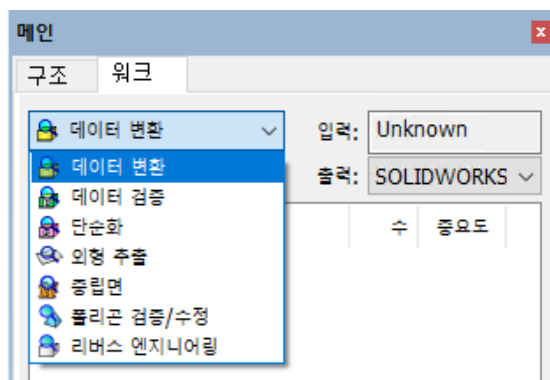 메인
구조 워크
데이터 변환 입력: Unknown
데이터 변환 출력: SOLIDWORKS
데이터 검증
단순화 수 중요도
외형 추출
중립면
폴리곤 검증/수정
리버스 엔지니어링